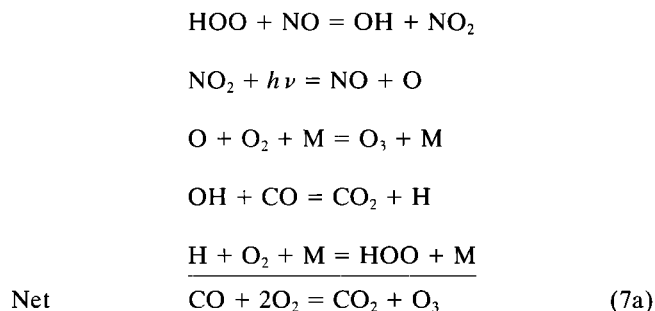 HOO + NO = OH + NO₂
NO₂ + hν = NO + O
O + O₂ + M = O₃ + M
OH + CO = CO₂ + H
H + O₂ + M = HOO + M
Net CO + 2O₂ = CO₂ + O₃ (7a)